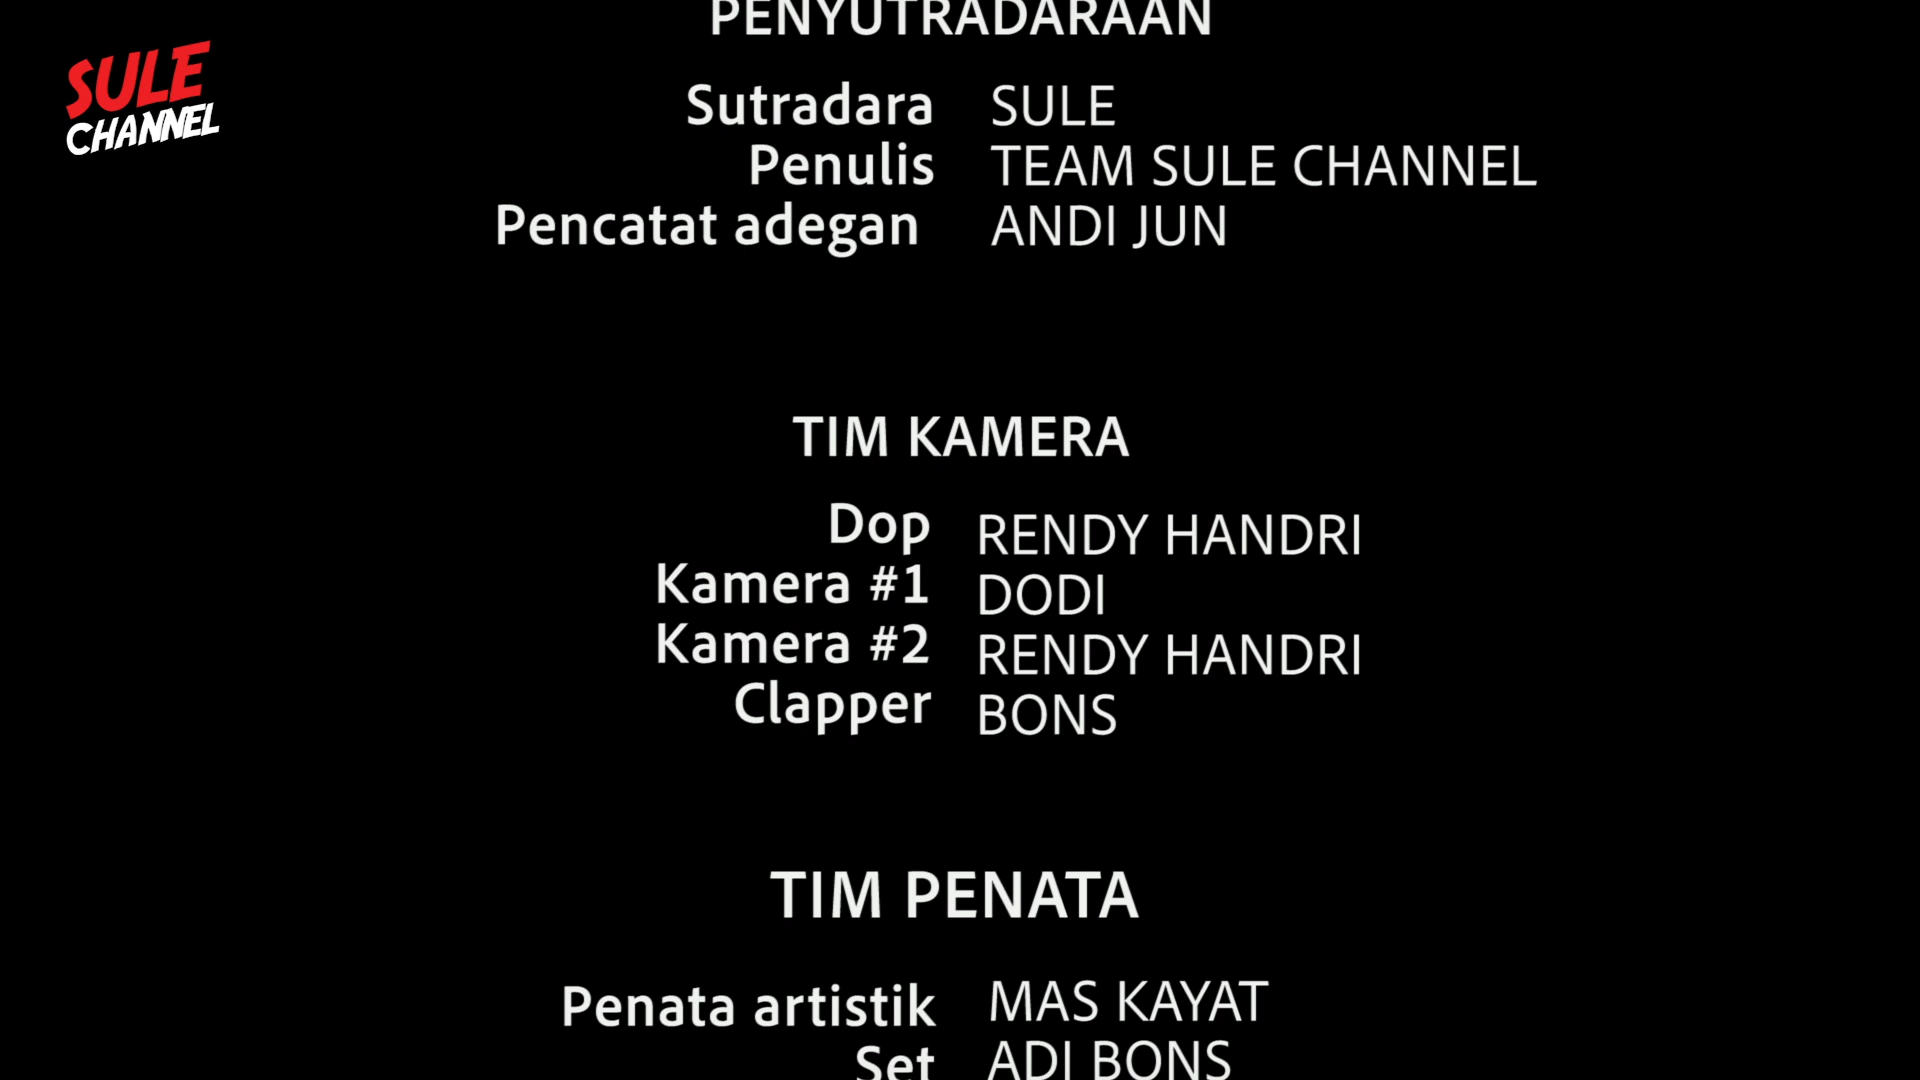 SULE
CHANNEL
PENYUTRADARAAN
Sutradara SULE
Penulis TEAM SULE CHANNEL
Pencatat adegan ANDI JUN
TIM KAMERA
Dop RENDY HANDRI
Kamera #1 DODI
Kamera #2 RENDY HANDRI
Clapper BONS
TIM PENATA
Penata artistik MAS KAYAT
Set ADI BONS